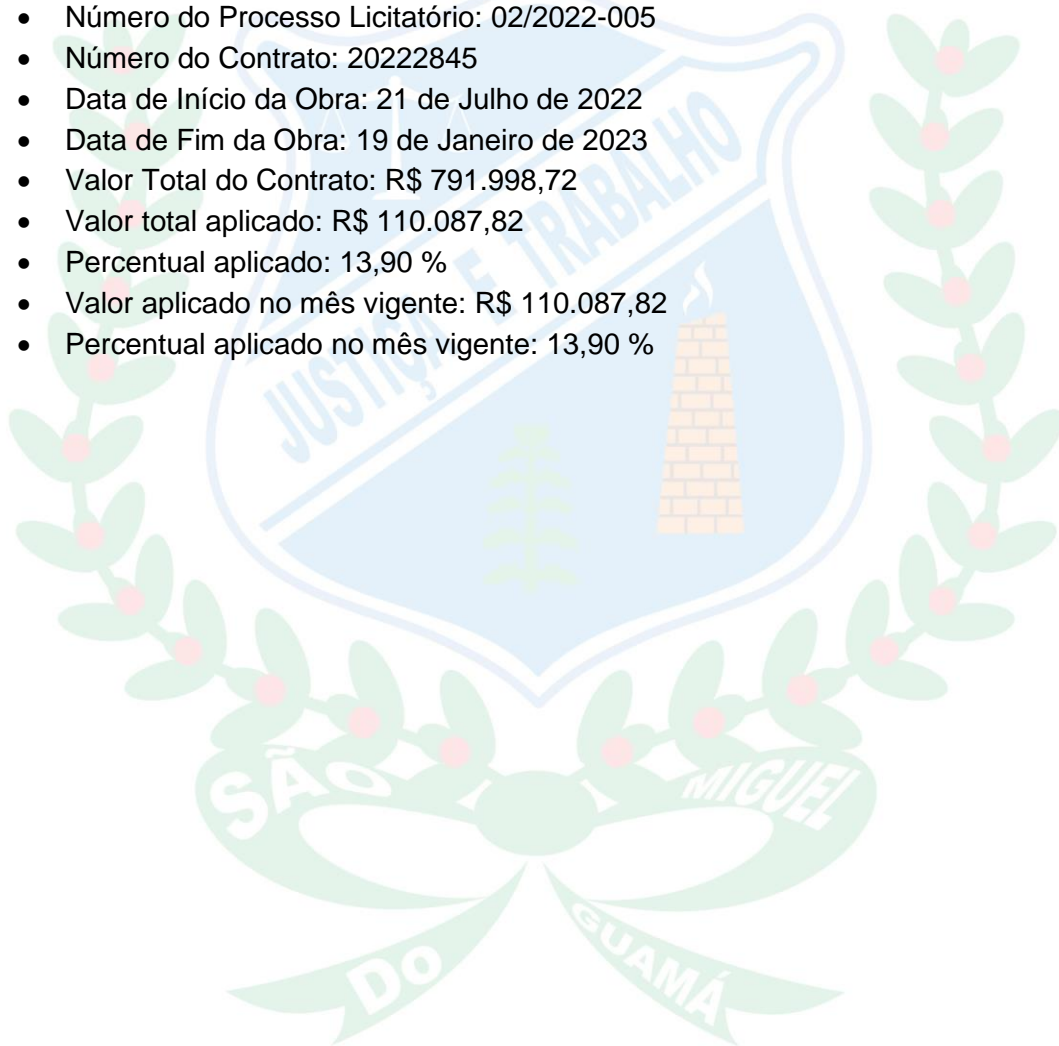 • Número do Processo Licitatório: 02/2022-005
• Número do Contrato: 20222845
• Data de Início da Obra: 21 de Julho de 2022
• Data de Fim da Obra: 19 de Janeiro de 2023
• Valor Total do Contrato: R$ 791.998,72
• Valor total aplicado: R$ 110.087,82
• Percentual aplicado: 13,90 %
• Valor aplicado no mês vigente: R$ 110.087,82
• Percentual aplicado no mês vigente: 13,90 %
JUSTIÇA E TRABALHO
SÃO MIGUEL
DO GUAMÁ